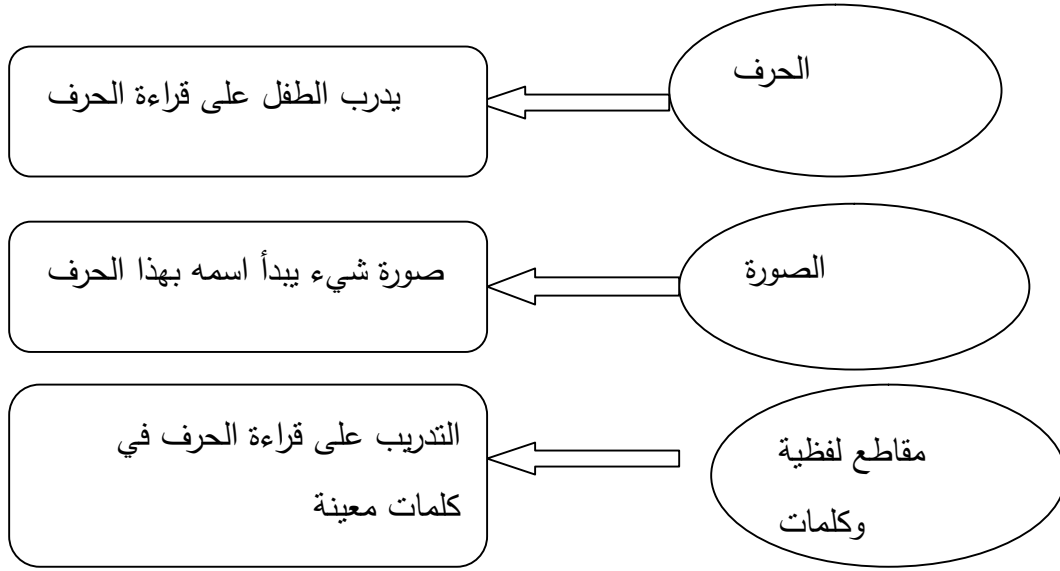 الحرف
يدرب الطفل على قراءة الحرف
الصورة
صورة شيء يبدأ اسمه بهذا الحرف
مقاطع لفظية
وكلمات
التدريب على قراءة الحرف في
كلمات معينة